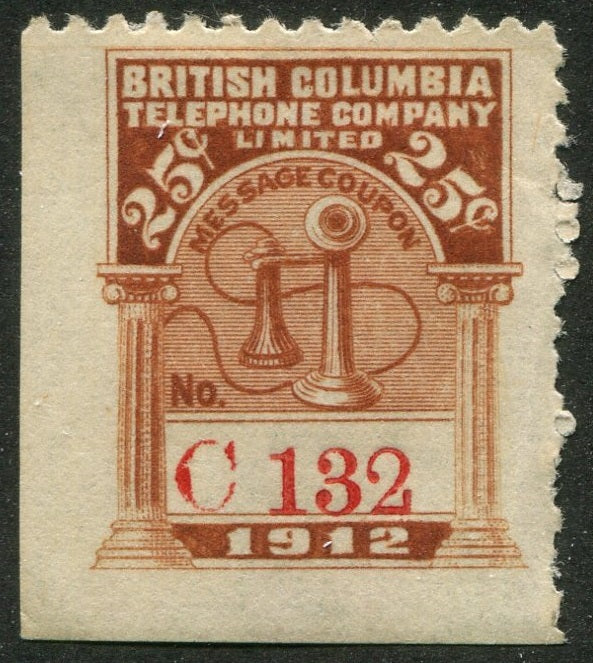 BRITISH COLUMBIA
TELEPHONE COMPANY
LIMITED
25¢ 25¢
MESSAGE COUPON
No.
C 132
1912